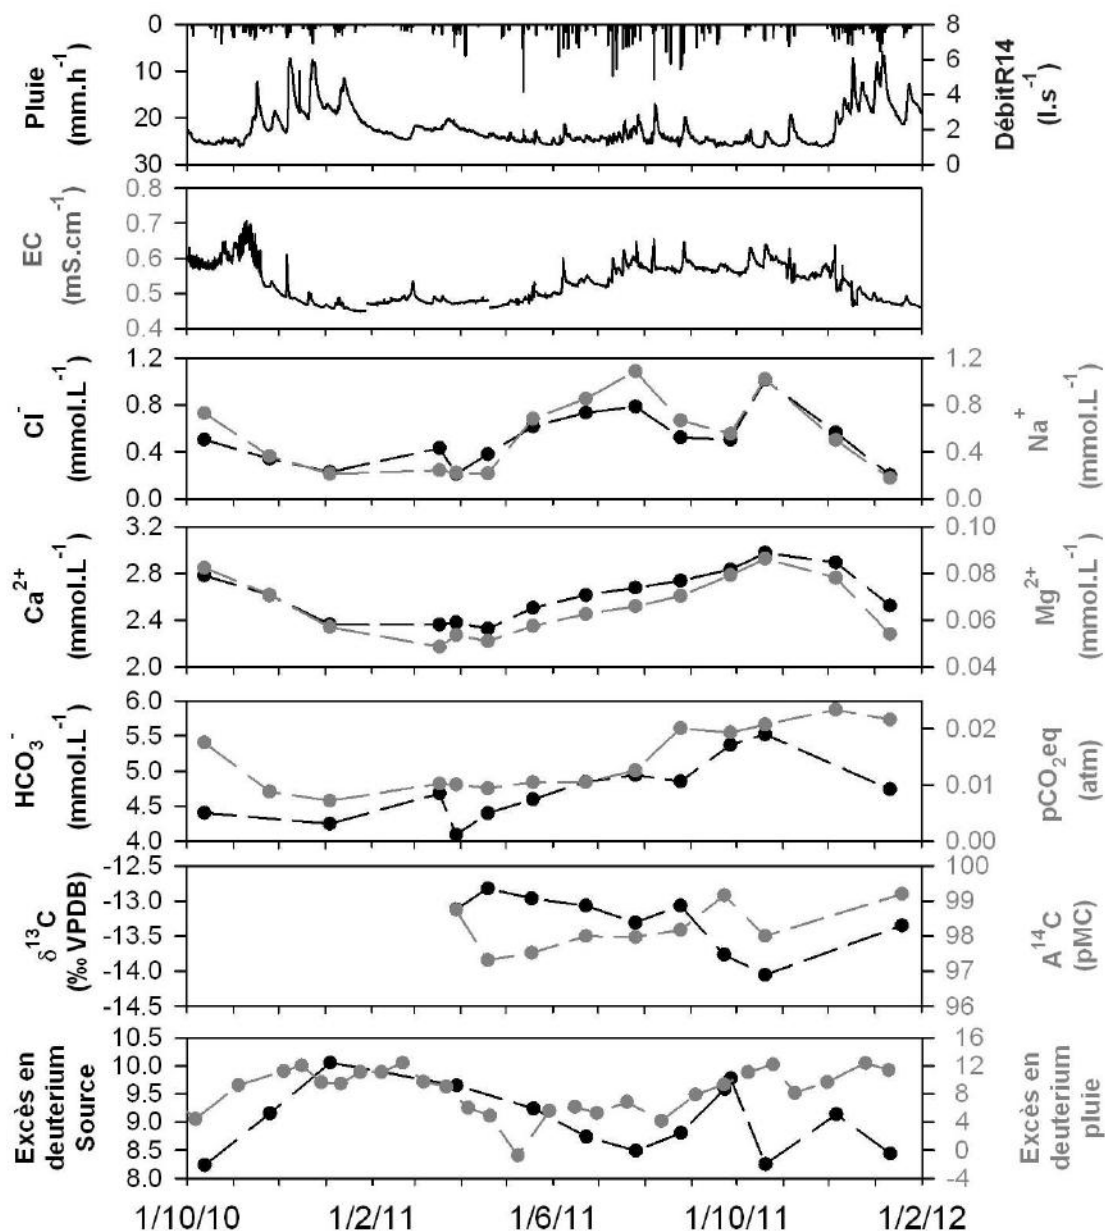 Pluie
(mm.h⁻¹)
0
10
20
30
8
6
4
2
0
DébitR14
(l.s⁻¹)
EC
(mS.cm⁻¹)
0.8
0.7
0.6
0.5
0.4
Cl⁻
(mmol.L⁻¹)
1.2
0.8
0.4
0.0
1.2
0.8
0.4
0.0
Na⁺
(mmol.L⁻¹)
Ca²⁺
(mmol.L⁻¹)
3.2
2.8
2.4
2.0
0.10
0.08
0.06
0.04
Mg²⁺
(mmol.L⁻¹)
HCO₃⁻
(mmol.L⁻¹)
6.0
5.5
5.0
4.5
4.0
0.02
0.01
0.00
pCO₂eq
(atm)
δ¹³C
(‰ VPDB)
-12.5
-13.0
-13.5
-14.0
-14.5
100
99
98
97
96
A¹⁴C
(pMC)
Excès en
deuterium
Source
10.5
10.0
9.5
9.0
8.5
8.0
16
12
8
4
0
-4
Excès en
deuterium
pluie
1/10/10 1/2/11 1/6/11 1/10/11 1/2/12